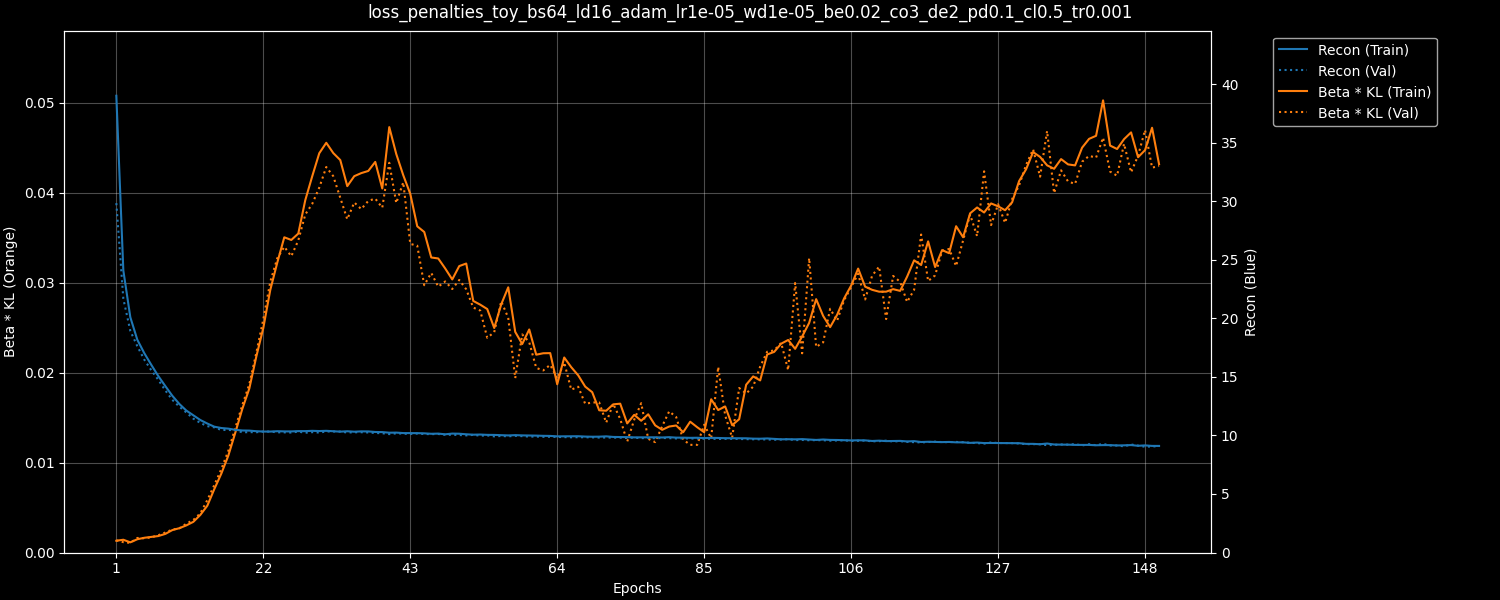 loss_penalties_toy_bs64_ld16_adam_lr1e-05_wd1e-05_be0.02_co3_de2_pd0.1_cl0.5_tr0.001
Recon (Train)
Recon (Val)
Beta * KL (Train)
Beta * KL (Val)
Beta * KL (Orange)
0.05
0.04
0.03
0.02
0.01
0.00
40
35
30
25
20
15
10
5
0
Recon (Blue)
1 22 43 64 85 106 127 148
Epochs